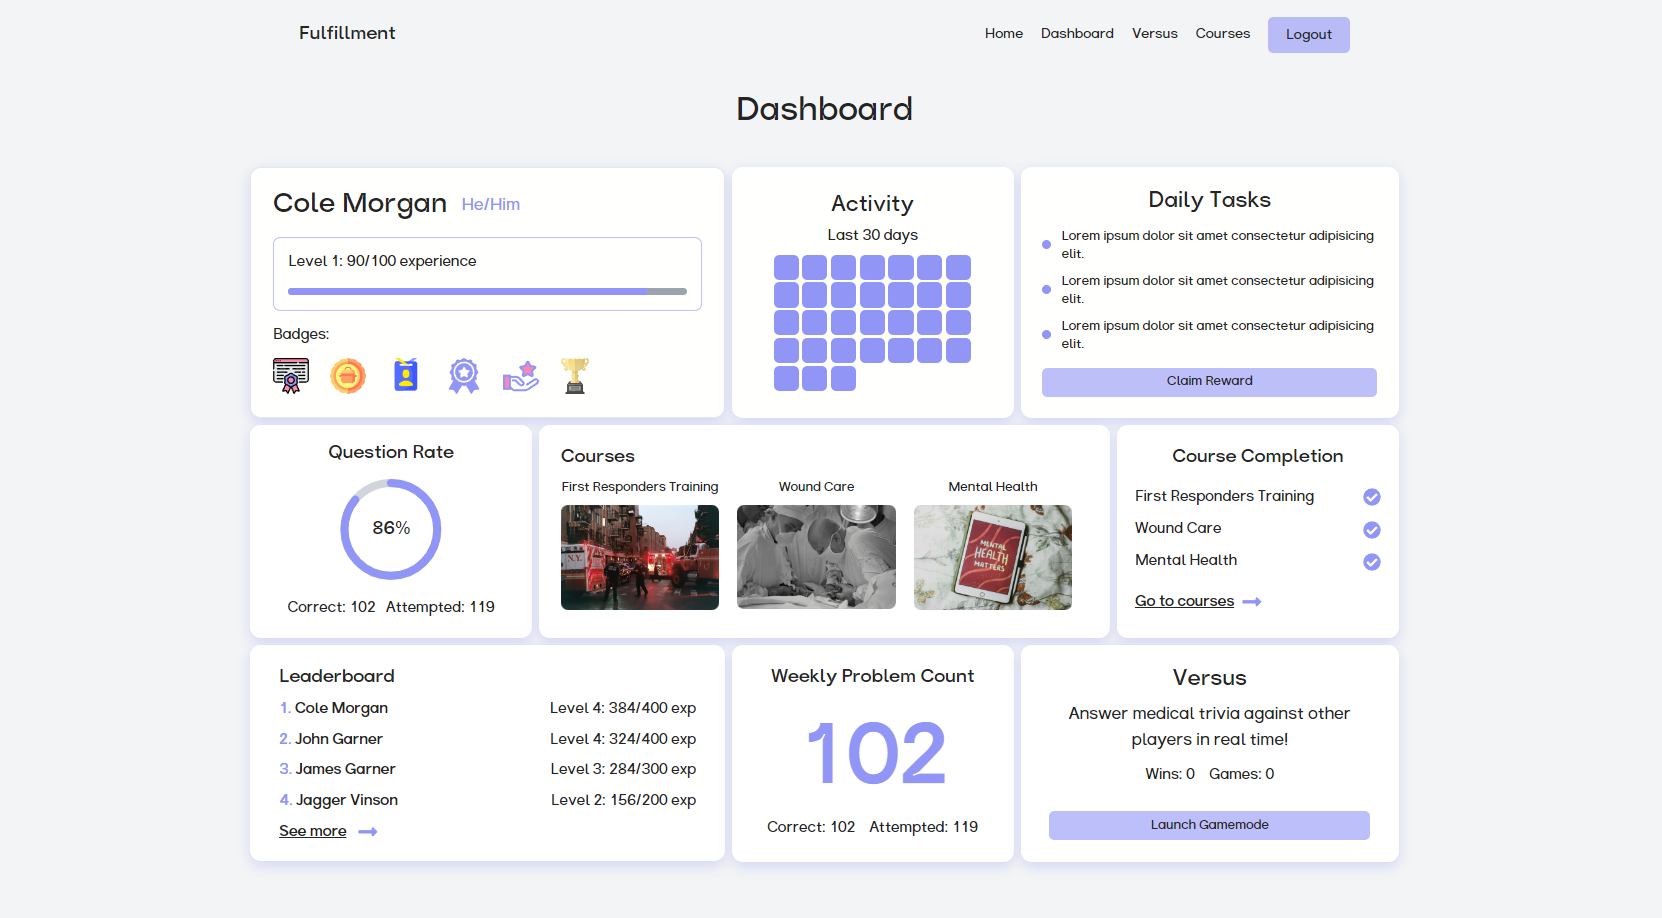 Fulfillment
Home Dashboard Versus Courses Logout
Dashboard
Cole Morgan He/Him
Level 1: 90/100 experience
Badges:
Activity
Last 30 days
Daily Tasks
Lorem ipsum dolor sit amet consectetur adipisicing
elit.
Lorem ipsum dolor sit amet consectetur adipisicing
elit.
Lorem ipsum dolor sit amet consectetur adipisicing
elit.
Claim Reward
Question Rate
86%
Correct: 102 Attempted: 119
Courses
First Responders Training
N.Y.
Wound Care
Mental Health
MENTAL
HEALTH
MATTERS
Course Completion
First Responders Training
Wound Care
Mental Health
Go to courses
Leaderboard
1. Cole Morgan Level 4: 384/400 exp
2. John Garner Level 4: 324/400 exp
3. James Garner Level 3: 284/300 exp
4. Jagger Vinson Level 2: 156/200 exp
See more
Weekly Problem Count
102
Correct: 102 Attempted: 119
Versus
Answer medical trivia against other
players in real time!
Wins: 0 Games: 0
Launch Gamemode